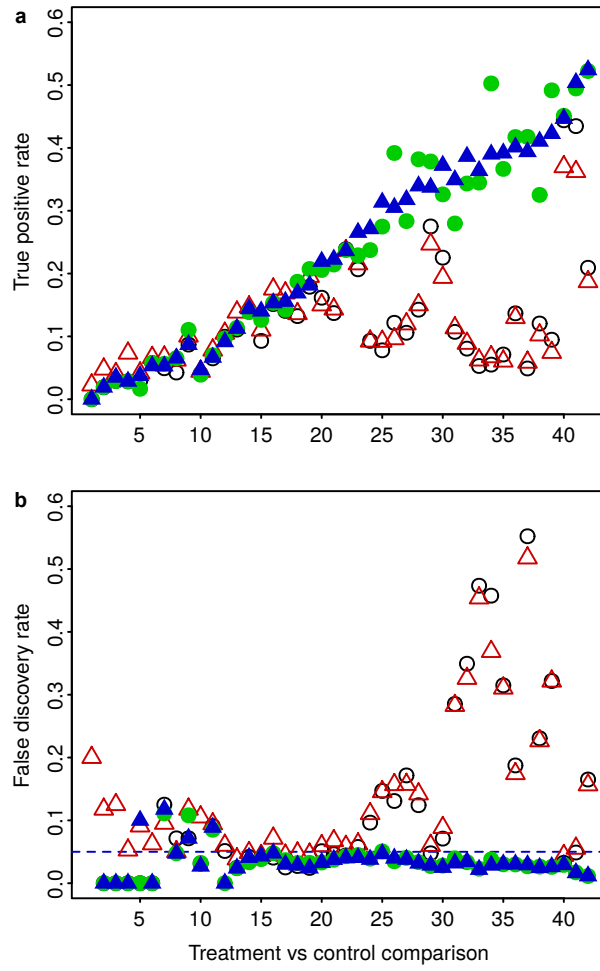 a
True positive rate
0.0 0.1 0.2 0.3 0.4 0.5 0.6
5 10 15 20 25 30 35 40
b
False discovery rate
0.0 0.1 0.2 0.3 0.4 0.5 0.6
5 10 15 20 25 30 35 40
Treatment vs control comparison